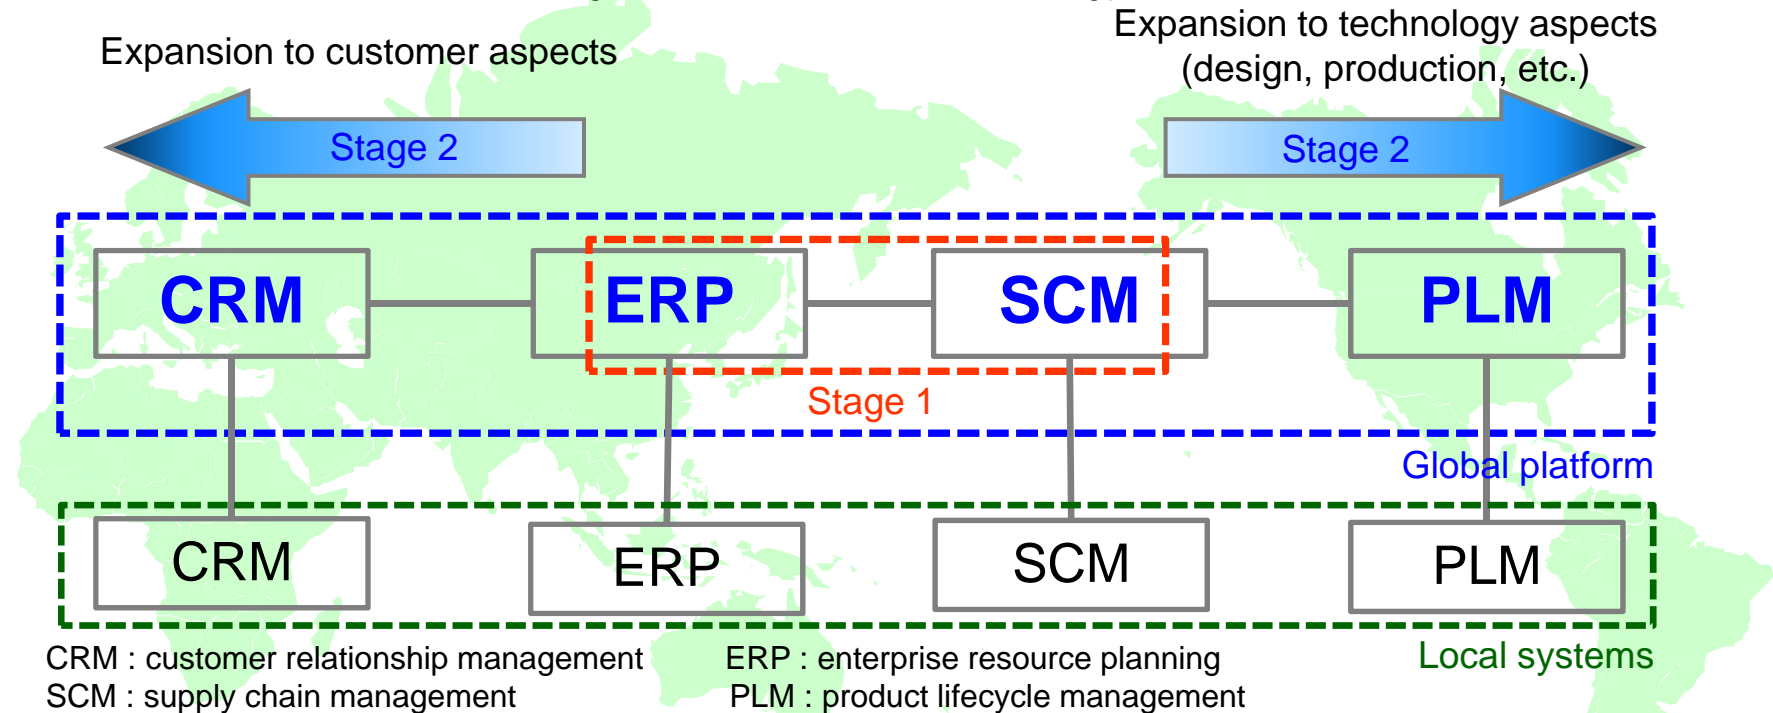 Expansion to technology aspects
Expansion to customer aspects
(design, production, etc.)
Stage 2
Stage 2
CRM
ERP
SCM
PLM
Stage 1
Global platform
CRM
ERP
SCM
PLM
Local systems
CRM : customer relationship management
ERP : enterprise resource planning
SCM : supply chain management
PLM : product lifecycle management